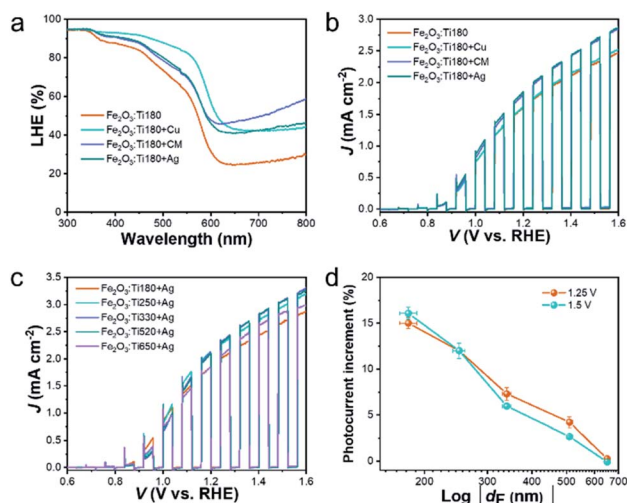 100
80
60
40
20
0
LHE (%)
Fe₂O₃:Ti180
Fe₂O₃:Ti180+Cu
Fe₂O₃:Ti180+CM
Fe₂O₃:Ti180+Ag
a
300 400 500 600 700 800
Wavelength (nm)
3.0
2.5
2.0
1.5
1.0
0.5
0.0
J (mA cm⁻²)
Fe₂O₃:Ti180
Fe₂O₃:Ti180+Cu
Fe₂O₃:Ti180+CM
Fe₂O₃:Ti180+Ag
b
0.6 0.8 1.0 1.2 1.4 1.6
V (V vs. RHE)
3.5
3.0
2.5
2.0
1.5
1.0
0.5
0.0
J (mA cm⁻²)
c
Fe₂O₃:Ti180+Ag
Fe₂O₃:Ti250+Ag
Fe₂O₃:Ti330+Ag
Fe₂O₃:Ti520+Ag
Fe₂O₃:Ti650+Ag
0.6 0.8 1.0 1.2 1.4 1.6
V (V vs. RHE)
20
15
10
5
0
Photocurrent increment (%)
d
1.25 V
1.5 V
200 300 400 500 600 700
Log |d_F (nm)|